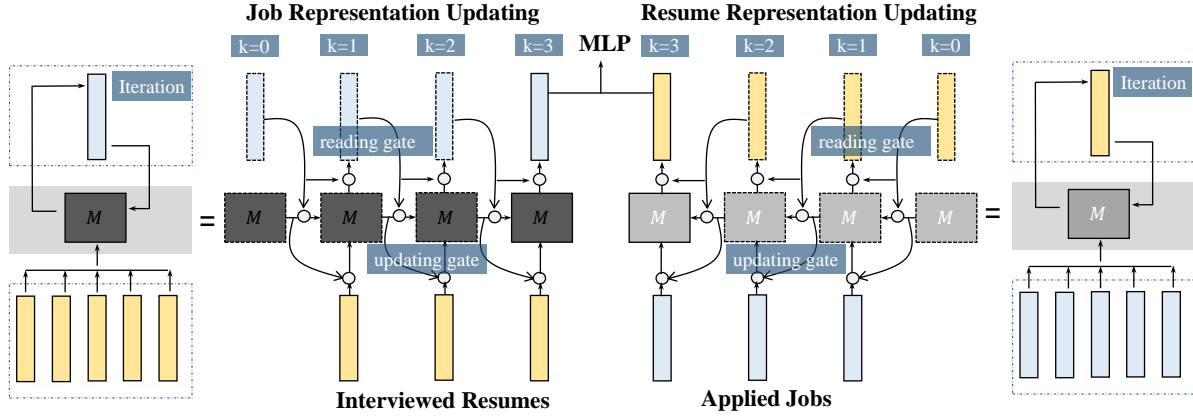 Job Representation Updating
Resume Representation Updating
k=0
k=1
k=2
k=3
MLP
k=3
k=2
k=1
k=0
Iteration
Iteration
reading gate
reading gate
M
=
M
M
M
M
M
M
M
M
=
M
updating gate
updating gate
Interviewed Resumes
Applied Jobs